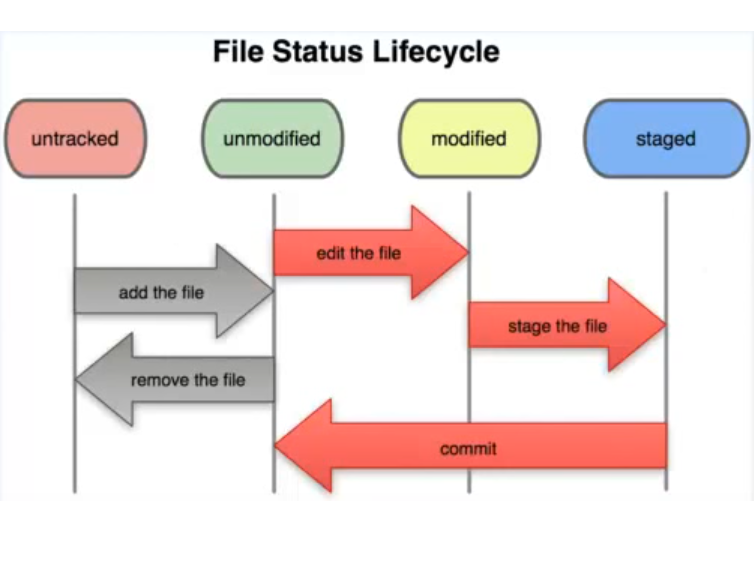 File Status Lifecycle
untracked
unmodified
modified
staged
edit the file
add the file
stage the file
remove the file
commit